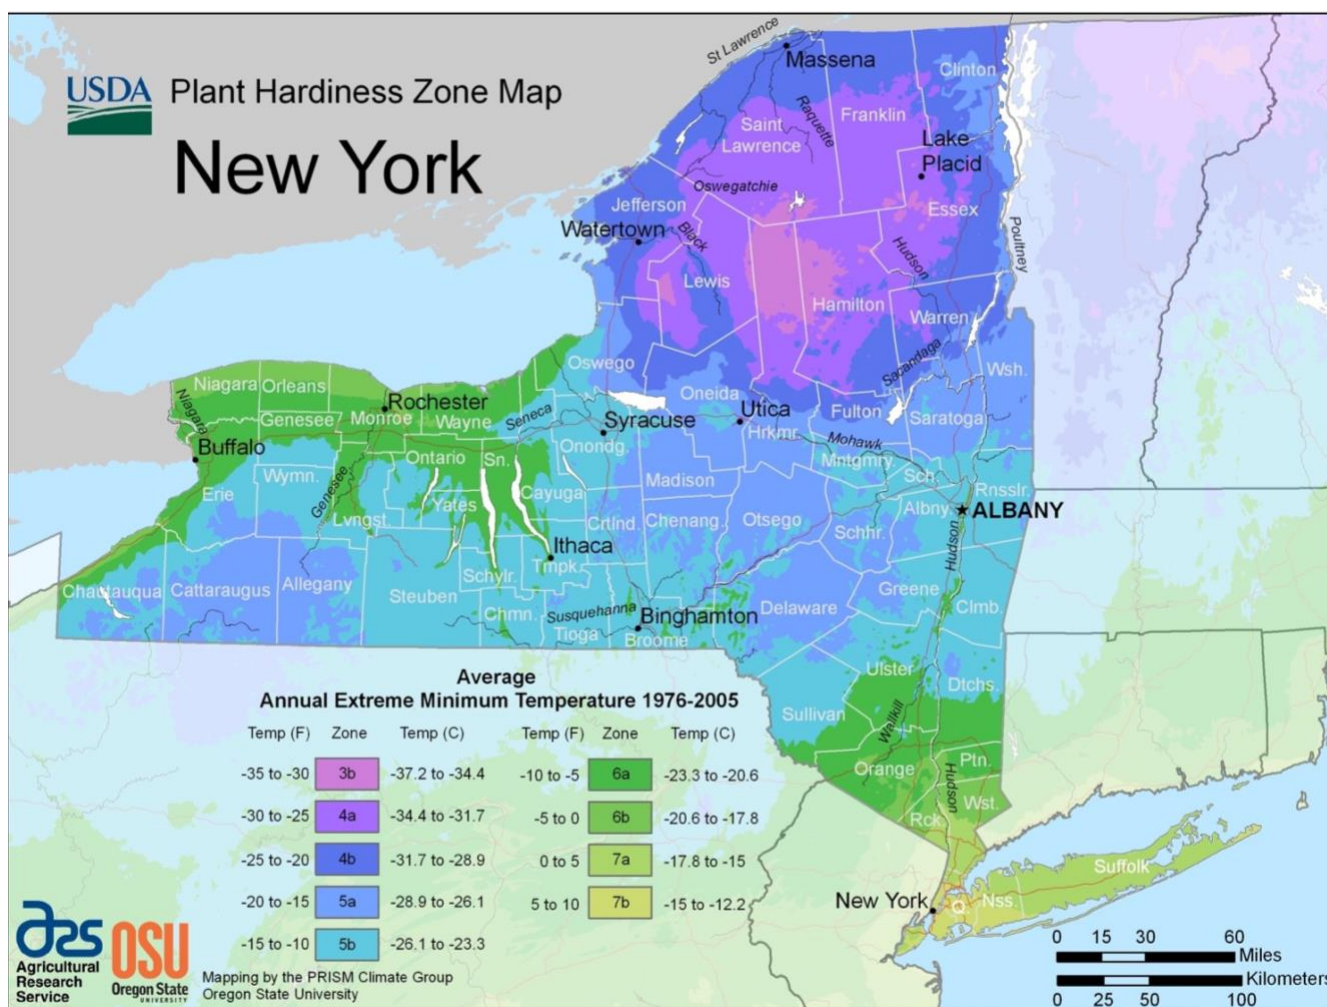 USDA
Plant Hardiness Zone Map
New York
St Lawrence
Massena
Clinton
Franklin
Raquette
Saint
Lawrence
Lake
Placid
Oswegatchie
Essex
Jefferson
Watertown
Black
Hudson
Poultney
Lewis
Hamilton
Warren
Sacandaga
Oswego
Wsh.
Niagara
Orleans
Oneida
Rochester
Niagara
Genesee
Monroe
Wayne
Seneca
Syracuse
Utica
Fulton
Saratoga
Hrkmr.
Mohawk
Buffalo
Onondg.
Ontario
Sn.
Mntgmry.
Sch.
Rnsslr.
Wymn.
Erie
Genesee
Madison
Cayuga
Yates
Albny.
ALBANY
Lvngst.
Crtlnd.
Chenang.
Otsego
Schhr.
Hudson
Ithaca
Tmpk.
Schylr.
Chautauqua
Cattaraugus
Allegany
Steuben
Greene
Chmn.
Susquehanna
Binghamton
Delaware
Clmb.
Tioga
Broome
Ulster
Dtchs.
Sullivan
Wallkill
Orange
Hudson
Ptn.
Wst.
Rck.
Suffolk
New York
Q.
Nss.
Average
Annual Extreme Minimum Temperature 1976-2005
Temp (F) Zone Temp (C) Temp (F) Zone Temp (C)
-35 to -30 3b -37.2 to -34.4 -10 to -5 6a -23.3 to -20.6
-30 to -25 4a -34.4 to -31.7 -5 to 0 6b -20.6 to -17.8
-25 to -20 4b -31.7 to -28.9 0 to 5 7a -17.8 to -15
-20 to -15 5a -28.9 to -26.1 5 to 10 7b -15 to -12.2
-15 to -10 5b -26.1 to -23.3
ars
Agricultural
Research
Service
OSU
Oregon State
UNIVERSITY
Mapping by the PRISM Climate Group
Oregon State University
0 15 30 60
Miles
Kilometers
0 25 50 100